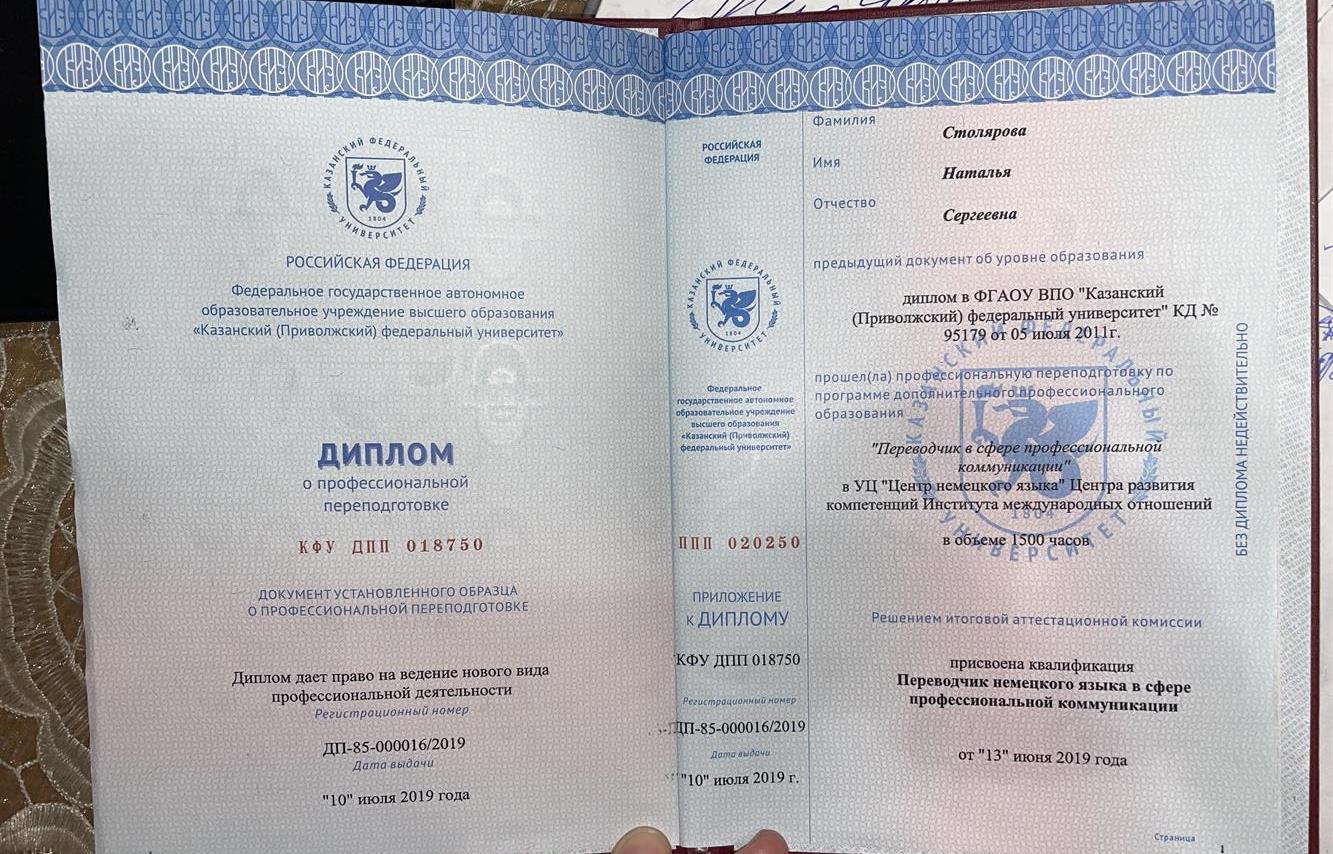 КАЗАНСКИЙ ФЕДЕРАЛЬНЫЙ УНИВЕРСИТЕТ
1804
РОССИЙСКАЯ ФЕДЕРАЦИЯ
Федеральное государственное автономное
образовательное учреждение высшего образования
«Казанский (Приволжский) федеральный университет»
ДИПЛОМ
о профессиональной
переподготовке
КФУ ДПП 018750
ДОКУМЕНТ УСТАНОВЛЕННОГО ОБРАЗЦА
О ПРОФЕССИОНАЛЬНОЙ ПЕРЕПОДГОТОВКЕ
Диплом дает право на ведение нового вида
профессиональной деятельности
Регистрационный номер
ДП-85-000016/2019
Дата выдачи
"10" июля 2019 года
РОССИЙСКАЯ
ФЕДЕРАЦИЯ
КАЗАНСКИЙ ФЕДЕРАЛЬНЫЙ УНИВЕРСИТЕТ
1804
Федеральное
государственное автономное
образовательное учреждение
высшего образования
«Казанский (Приволжский)
федеральный университет»
ППП 020250
ПРИЛОЖЕНИЕ
к ДИПЛОМУ
КФУ ДПП 018750
Регистрационный номер
ДП-85-000016/2019
Дата выдачи
"10" июля 2019 г.
Фамилия
Столярова
Имя
Наталья
Отчество
Сергеевна
предыдущий документ об уровне образования
диплом в ФГАОУ ВПО "Казанский
(Приволжский) федеральный университет" КД №
95179 от 05 июля 2011г.
прошел(ла) профессиональную переподготовку по
программе дополнительного профессионального
образования
"Переводчик в сфере профессиональной
коммуникации"
в УЦ "Центр немецкого языка" Центра развития
компетенций Института международных отношений
в объеме 1500 часов
КАЗАНСКИЙ ФЕДЕРАЛЬНЫЙ УНИВЕРСИТЕТ
1804
Решением итоговой аттестационной комиссии
присвоена квалификация
Переводчик немецкого языка в сфере
профессиональной коммуникации
от "13" июня 2019 года
Страница
1
БЕЗ ДИПЛОМА НЕДЕЙСТВИТЕЛЬНО